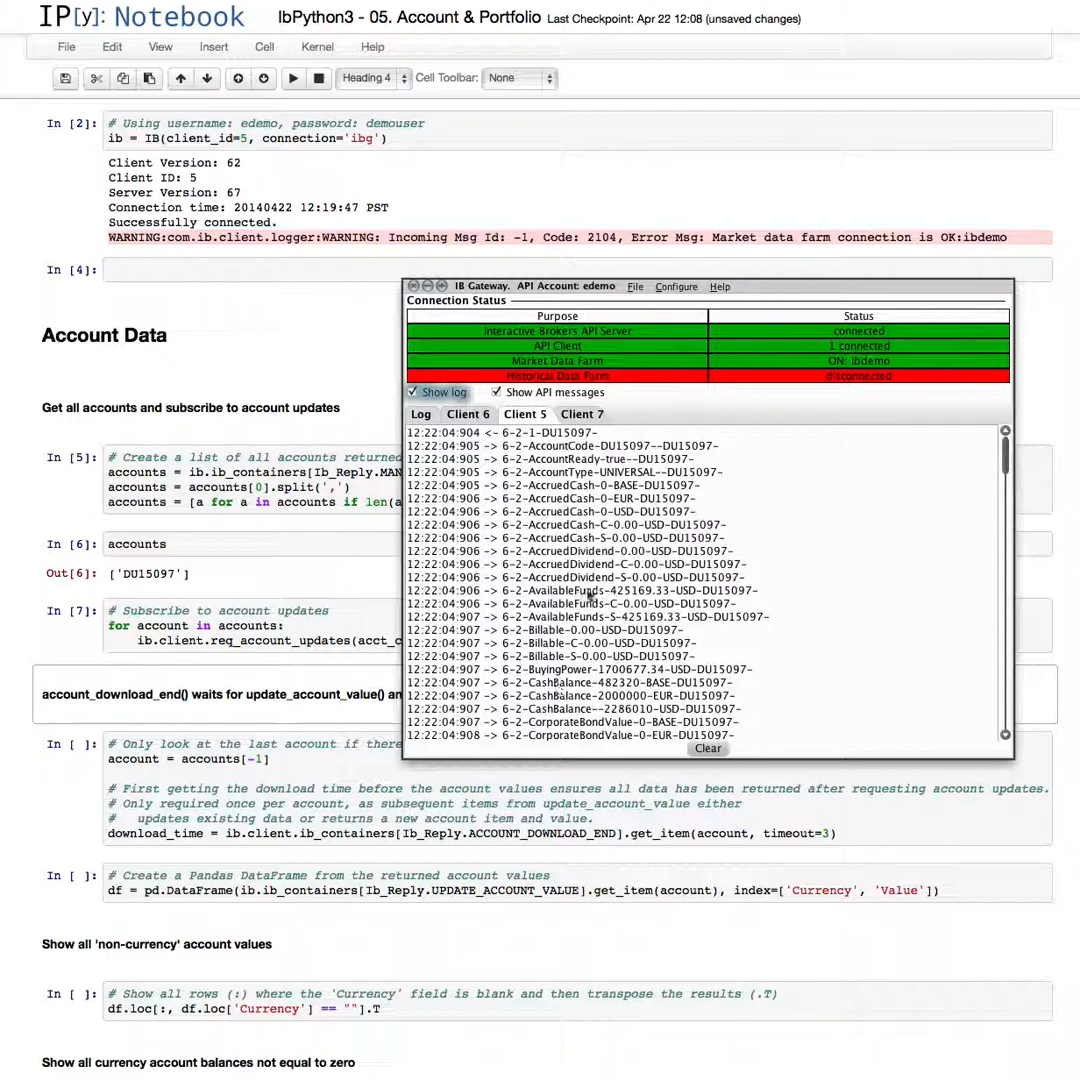 IP[y]: Notebook
IbPython3 - 05. Account & Portfolio Last Checkpoint: Apr 22 12:08 (unsaved changes)
File Edit View Insert Cell Kernel Help
Heading 4 Cell Toolbar: None
In [2]: # Using username: edemo, password: demouser
ib = IB(client_id=5, connection='ibg')
Client Version: 62
Client ID: 5
Server Version: 67
Connection time: 20140422 12:19:47 PST
Successfully connected.
WARNING:com.ib.client.logger:WARNING: Incoming Msg Id: -1, Code: 2104, Error Msg: Market data farm connection is OK:ibdemo
In [4]:
Account Data
Get all accounts and subscribe to account updates
In [5]: # Create a list of all accounts returned
accounts = ib.ib_containers[Ib_Reply.MAN
accounts = accounts[0].split(',')
accounts = [a for a in accounts if len(a
In [6]: accounts
Out[6]: ['DU15097']
In [7]: # Subscribe to account updates
for account in accounts:
ib.client.req_account_updates(acct_c
account_download_end() waits for update_account_value() an
IB Gateway. API Account: edemo File Configure Help
Connection Status
Purpose Status
Interactive Brokers API Server connected
API Client 1 connected
Market Data Farm ON: ibdemo
Historical Data Farm disconnected
Show log Show API messages
Log Client 6 Client 5 Client 7
12:22:04:904 <- 6-2-1-DU15097-
12:22:04:905 -> 6-2-AccountCode-DU15097--DU15097-
12:22:04:905 -> 6-2-AccountReady-true--DU15097-
12:22:04:905 -> 6-2-AccountType-UNIVERSAL--DU15097-
12:22:04:905 -> 6-2-AccruedCash-0-BASE-DU15097-
12:22:04:906 -> 6-2-AccruedCash-0-EUR-DU15097-
12:22:04:906 -> 6-2-AccruedCash-0-USD-DU15097-
12:22:04:906 -> 6-2-AccruedCash-C-0.00-USD-DU15097-
12:22:04:906 -> 6-2-AccruedCash-S-0.00-USD-DU15097-
12:22:04:906 -> 6-2-AccruedDividend-0.00-USD-DU15097-
12:22:04:906 -> 6-2-AccruedDividend-C-0.00-USD-DU15097-
12:22:04:906 -> 6-2-AccruedDividend-S-0.00-USD-DU15097-
12:22:04:906 -> 6-2-AvailableFunds-425169.33-USD-DU15097-
12:22:04:906 -> 6-2-AvailableFunds-C-0.00-USD-DU15097-
12:22:04:907 -> 6-2-AvailableFunds-S-425169.33-USD-DU15097-
12:22:04:907 -> 6-2-Billable-0.00-USD-DU15097-
12:22:04:907 -> 6-2-Billable-C-0.00-USD-DU15097-
12:22:04:907 -> 6-2-Billable-S-0.00-USD-DU15097-
12:22:04:907 -> 6-2-BuyingPower-1700677.34-USD-DU15097-
12:22:04:907 -> 6-2-CashBalance-482320-BASE-DU15097-
12:22:04:907 -> 6-2-CashBalance-2000000-EUR-DU15097-
12:22:04:907 -> 6-2-CashBalance--2286010-USD-DU15097-
12:22:04:907 -> 6-2-CorporateBondValue-0-BASE-DU15097-
12:22:04:908 -> 6-2-CorporateBondValue-0-EUR-DU15097-
Clear
In [ ]: # Only look at the last account if there
account = accounts[-1]
# First getting the download time before the account values ensures all data has been returned after requesting account updates.
# Only required once per account, as subsequent items from update_account_value either
# updates existing data or returns a new account item and value.
download_time = ib.client.ib_containers[Ib_Reply.ACCOUNT_DOWNLOAD_END].get_item(account, timeout=3)
In [ ]: # Create a Pandas DataFrame from the returned account values
df = pd.DataFrame(ib.ib_containers[Ib_Reply.UPDATE_ACCOUNT_VALUE].get_item(account), index=['Currency', 'Value'])
Show all 'non-currency' account values
In [ ]: # Show all rows (:) where the 'Currency' field is blank and then transpose the results (.T)
df.loc[:, df.loc['Currency'] == ""].T
Show all currency account balances not equal to zero